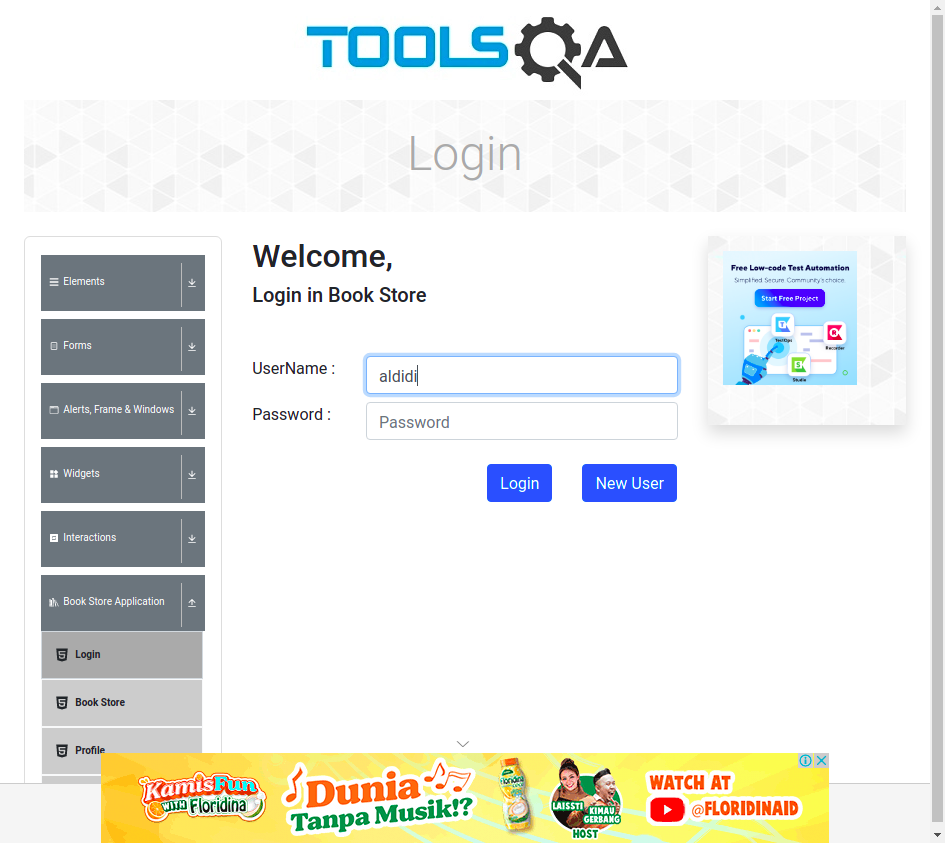 TOOLSQA
Login
Elements
Forms
Alerts, Frame & Windows
Widgets
Interactions
Book Store Application
Login
Book Store
Profile
Welcome,
Login in Book Store
UserName :
aldidi
Password :
Password
Login
New User
Free Low-code Test Automation
Simplified. Secure. Community's choice.
Start Free Project
TestOps
Recorder
Studio
KamisFun
WITH Floridina
Dunia
Tanpa Musik!?
Floridina
LAISSTI
KIMAU
GERBANG
HOST
WATCH AT
@FLORIDINAID